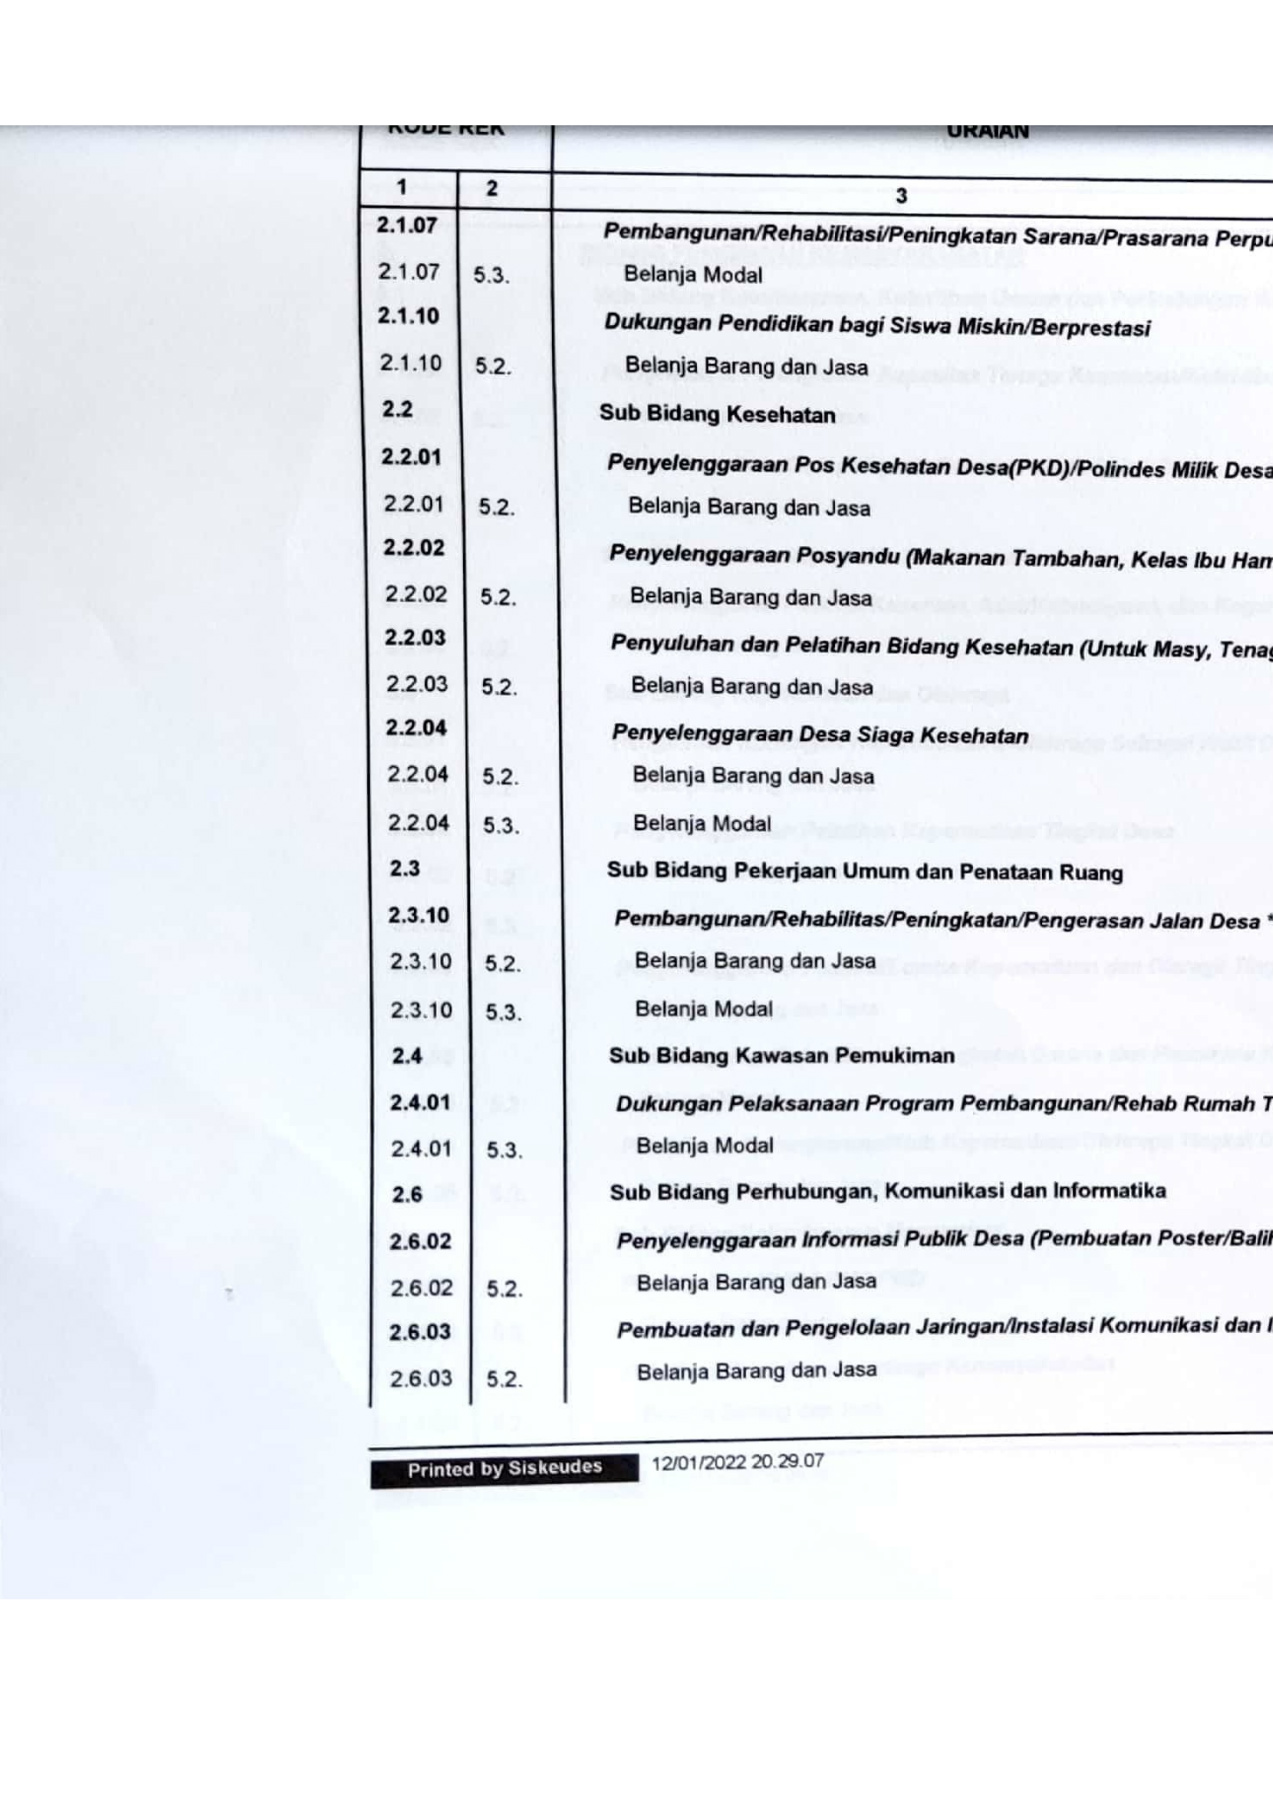 KODE REK URAIAN
1 2 3
2.1.07 Pembangunan/Rehabilitasi/Peningkatan Sarana/Prasarana
2.1.07 5.3. Belanja Modal
2.1.10 Dukungan Pendidikan bagi Siswa Miskin/Berprestasi
2.1.10 5.2. Belanja Barang dan Jasa
2.2 Sub Bidang Kesehatan
2.2.01 Penyelenggaraan Pos Kesehatan Desa(PKD)/Polindes Milik Desa
2.2.01 5.2. Belanja Barang dan Jasa
2.2.02 Penyelenggaraan Posyandu (Makanan Tambahan, Kelas Ibu
2.2.02 5.2. Belanja Barang dan Jasa
2.2.03 Penyuluhan dan Pelatihan Bidang Kesehatan (Untuk Masy,
2.2.03 5.2. Belanja Barang dan Jasa
2.2.04 Penyelenggaraan Desa Siaga Kesehatan
2.2.04 5.2. Belanja Barang dan Jasa
2.2.04 5.3. Belanja Modal
2.3 Sub Bidang Pekerjaan Umum dan Penataan Ruang
2.3.10 Pembangunan/Rehabilitas/Peningkatan/Pengerasan Jalan Desa *
2.3.10 5.2. Belanja Barang dan Jasa
2.3.10 5.3. Belanja Modal
2.4 Sub Bidang Kawasan Pemukiman
2.4.01 Dukungan Pelaksanaan Program Pembangunan/Rehab Rumah
2.4.01 5.3. Belanja Modal
2.6 Sub Bidang Perhubungan, Komunikasi dan Informatika
2.6.02 Penyelenggaraan Informasi Publik Desa (Pembuatan
2.6.02 5.2. Belanja Barang dan Jasa
2.6.03 Pembuatan dan Pengelolaan Jaringan/Instalasi Komunikasi dan
2.6.03 5.2. Belanja Barang dan Jasa
Printed by Siskeudes 12/01/2022 20.29.07